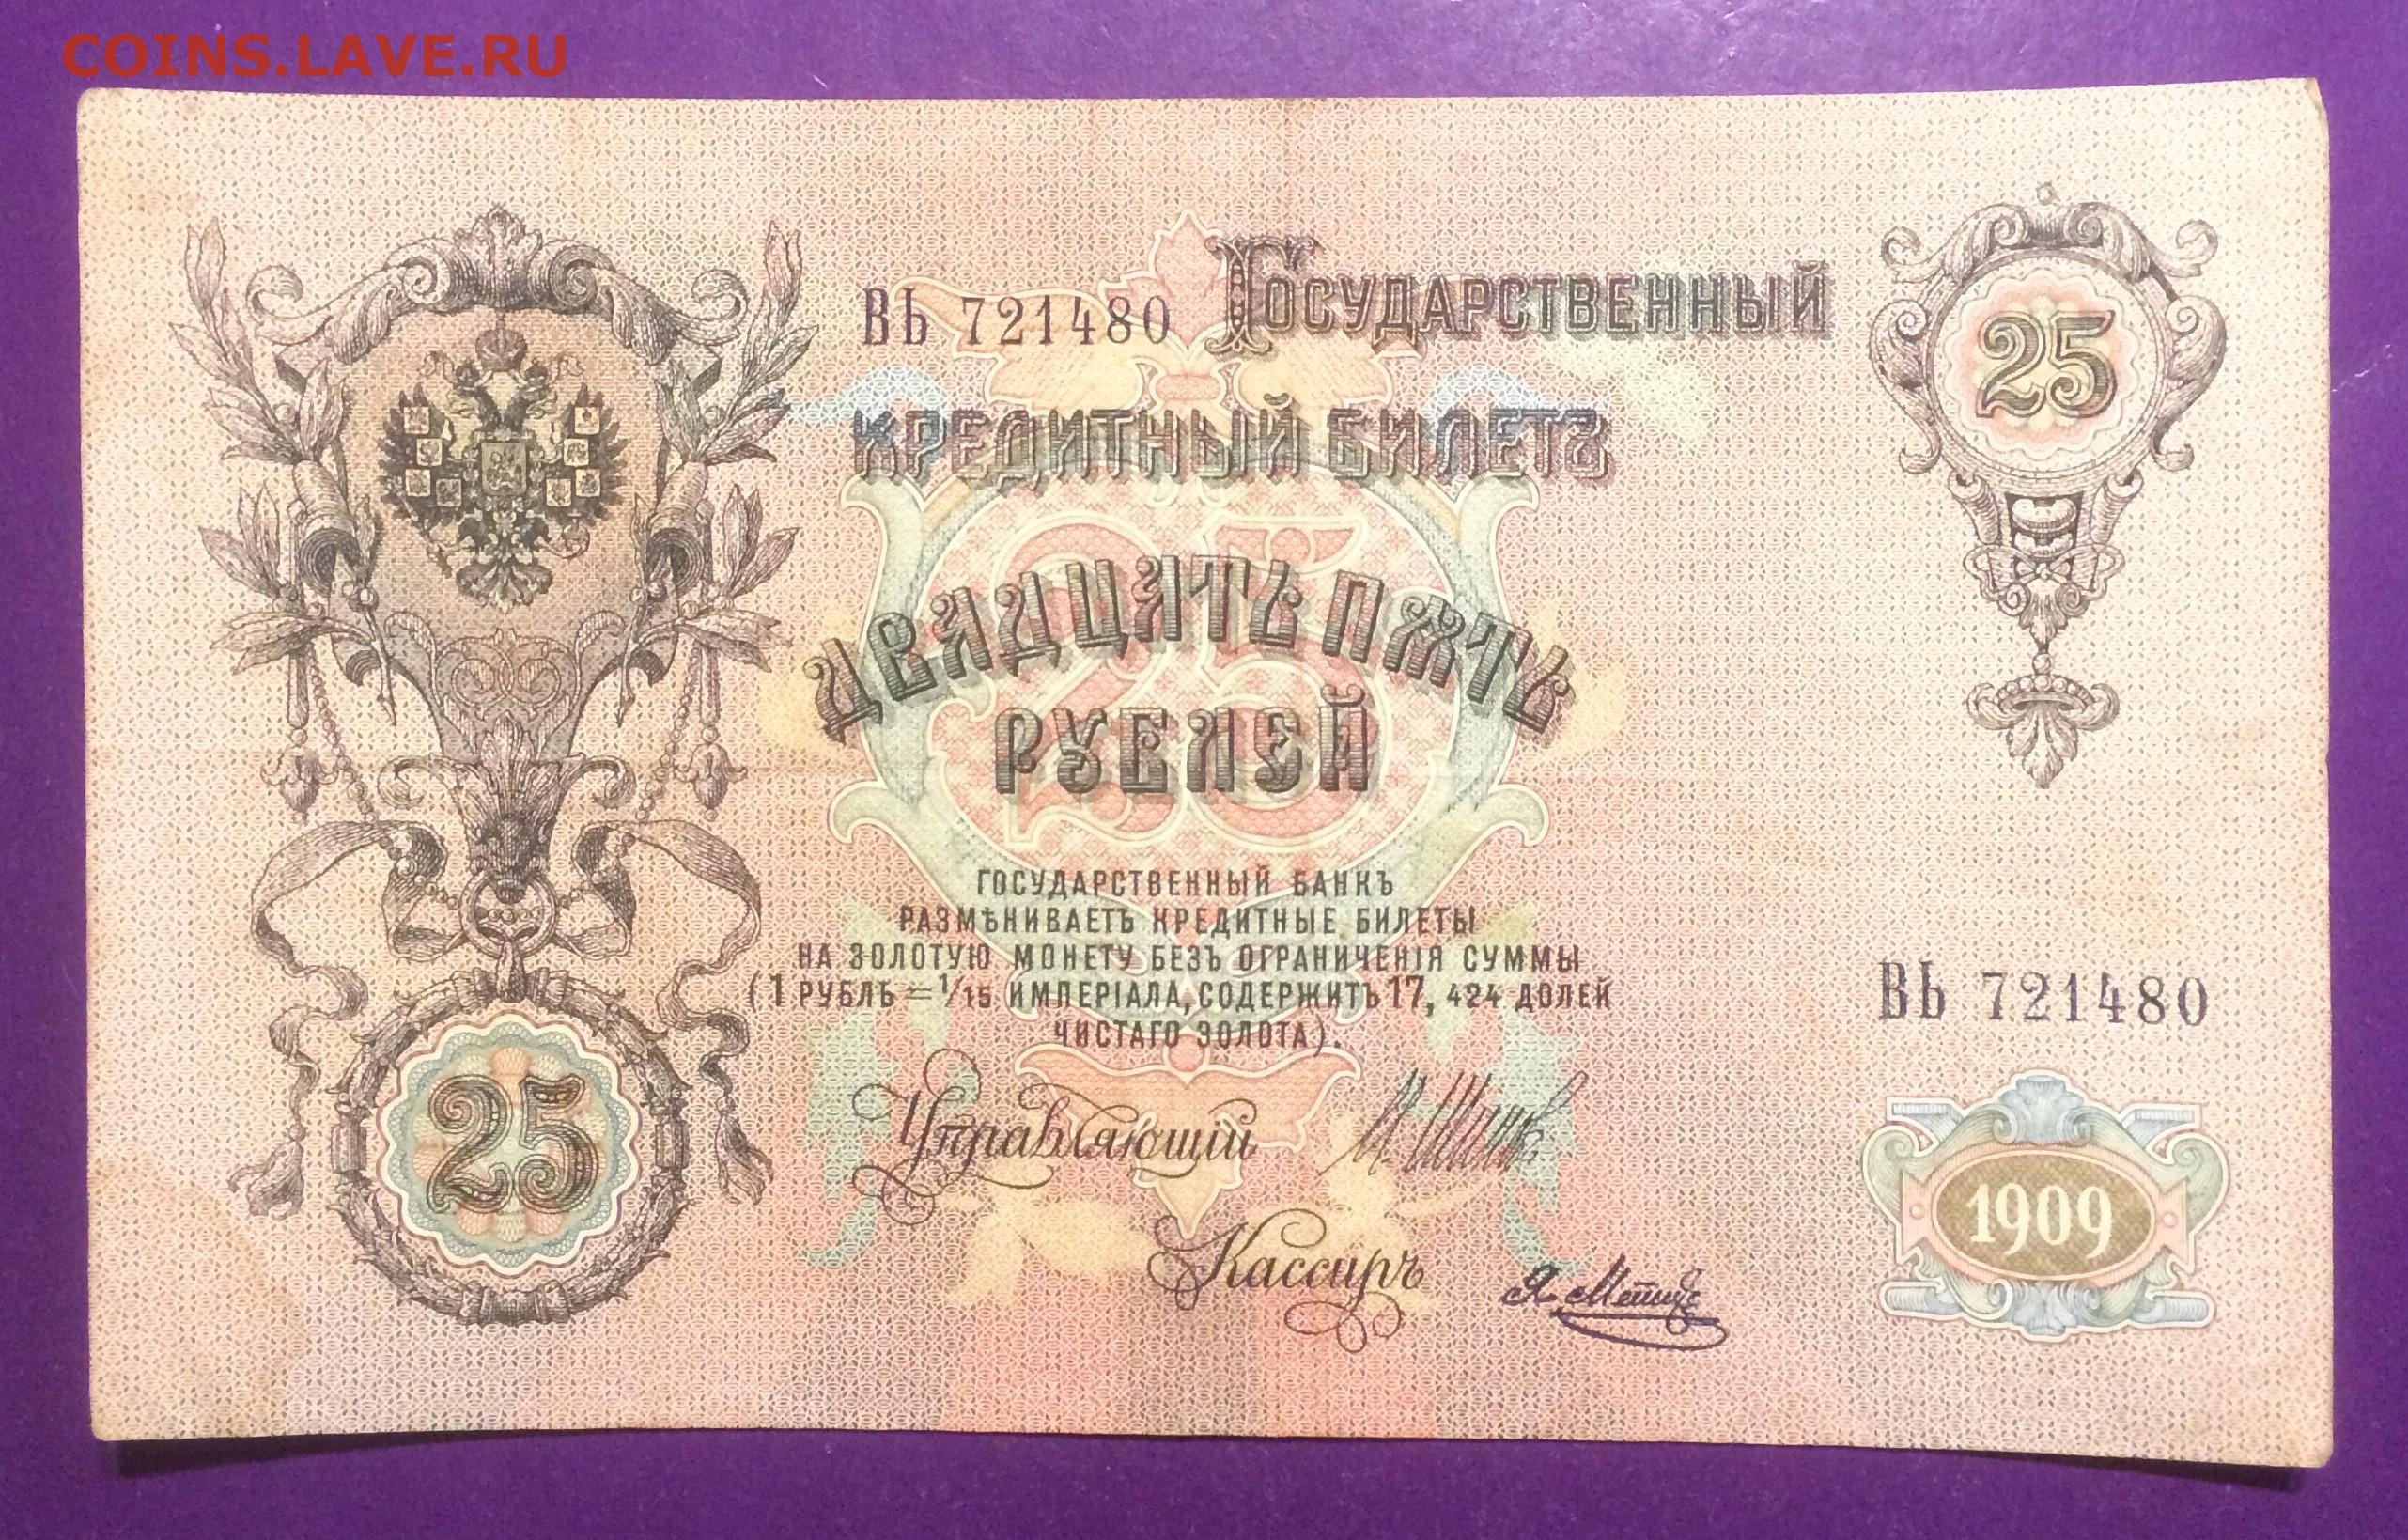 COINS.LAVE.RU
ВЬ 721480 ГОСУДАРСТВЕННЫЙ
25
КРЕДИТНЫЙ БИЛЕТЪ
25
ДВАДЦАТЬ ПЯТЬ
РУБЛЕЙ
ГОСУДАРСТВЕННЫЙ БАНКЪ
РАЗМѢНИВАЕТЪ КРЕДИТНЫЕ БИЛЕТЫ
НА ЗОЛОТУЮ МОНЕТУ БЕЗЪ ОГРАНИЧЕНІЯ СУММЫ
(1 РУБЛЬ = 1/15 ИМПЕРІАЛА, СОДЕРЖИТЪ 17, 424 ДОЛЕЙ
ЧИСТАГО ЗОЛОТА).
ВЬ 721480
25
Управляющій
1909
Кассиръ